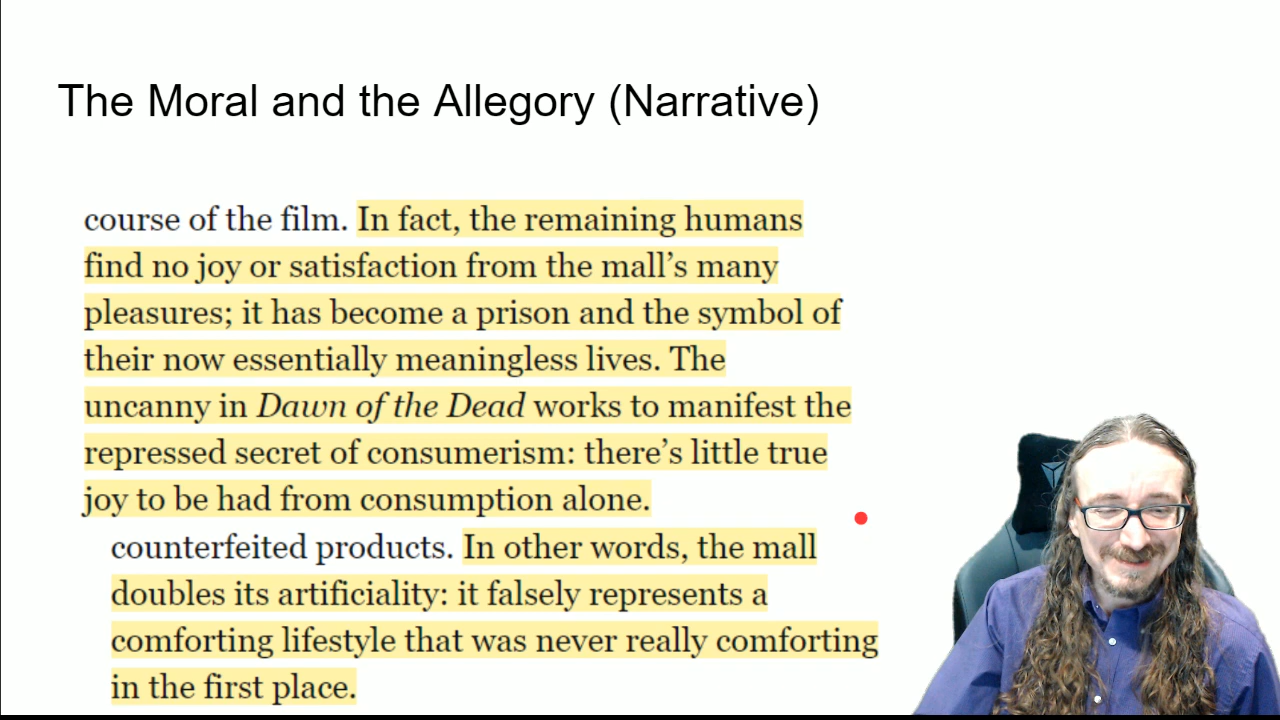 The Moral and the Allegory (Narrative)
course of the film. In fact, the remaining humans
find no joy or satisfaction from the mall’s many
pleasures; it has become a prison and the symbol of
their now essentially meaningless lives. The
uncanny in Dawn of the Dead works to manifest the
repressed secret of consumerism: there’s little true
joy to be had from consumption alone.
counterfeited products. In other words, the mall
doubles its artificiality: it falsely represents a
comforting lifestyle that was never really comforting
in the first place.